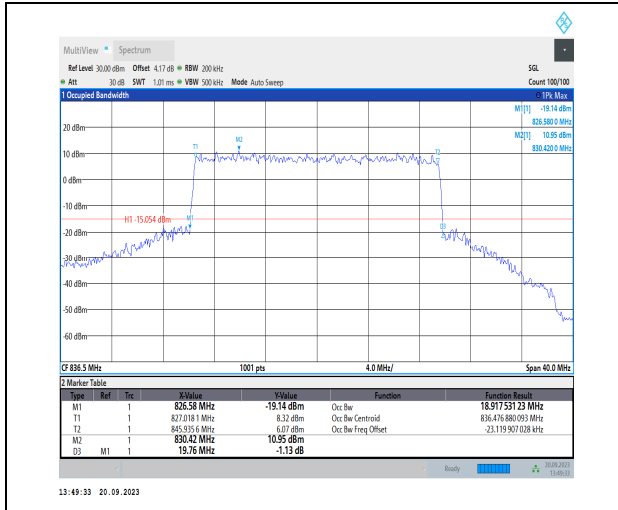 MultiView Spectrum
Ref Level 30.00 dBm Offset 4.17 dB RBW 200 kHz SGL
Att 30 dB SWT 1.01 ms VBW 500 kHz Mode Auto Sweep Count 100/100
1 Occupied Bandwidth 1Pk Max
M1[1] -19.14 dBm
826.580 0 MHz
M2[1] 10.95 dBm
830.420 0 MHz
20 dBm
10 dBm
0 dBm
-10 dBm
-20 dBm
-30 dBm
-40 dBm
-50 dBm
-60 dBm
T1
M2
T2
H1 -15.054 dBm
M1
D3
CF 836.5 MHz 1001 pts 4.0 MHz/ Span 40.0 MHz
2 Marker Table
Type Ref Trc X-Value Y-Value Function Function Result
M1 1 826.58 MHz -19.14 dBm Occ Bw 18.917 531 23 MHz
T1 1 827.018 1 MHz 8.32 dBm Occ Bw Centroid 836.476 880 093 MHz
T2 1 845.935 6 MHz 6.07 dBm Occ Bw Freq Offset -23.119 907 028 kHz
M2 1 830.42 MHz 10.95 dBm
D3 M1 1 19.76 MHz -1.13 dB
Ready 20.09.2023
13:49:33
13:49:33 20.09.2023